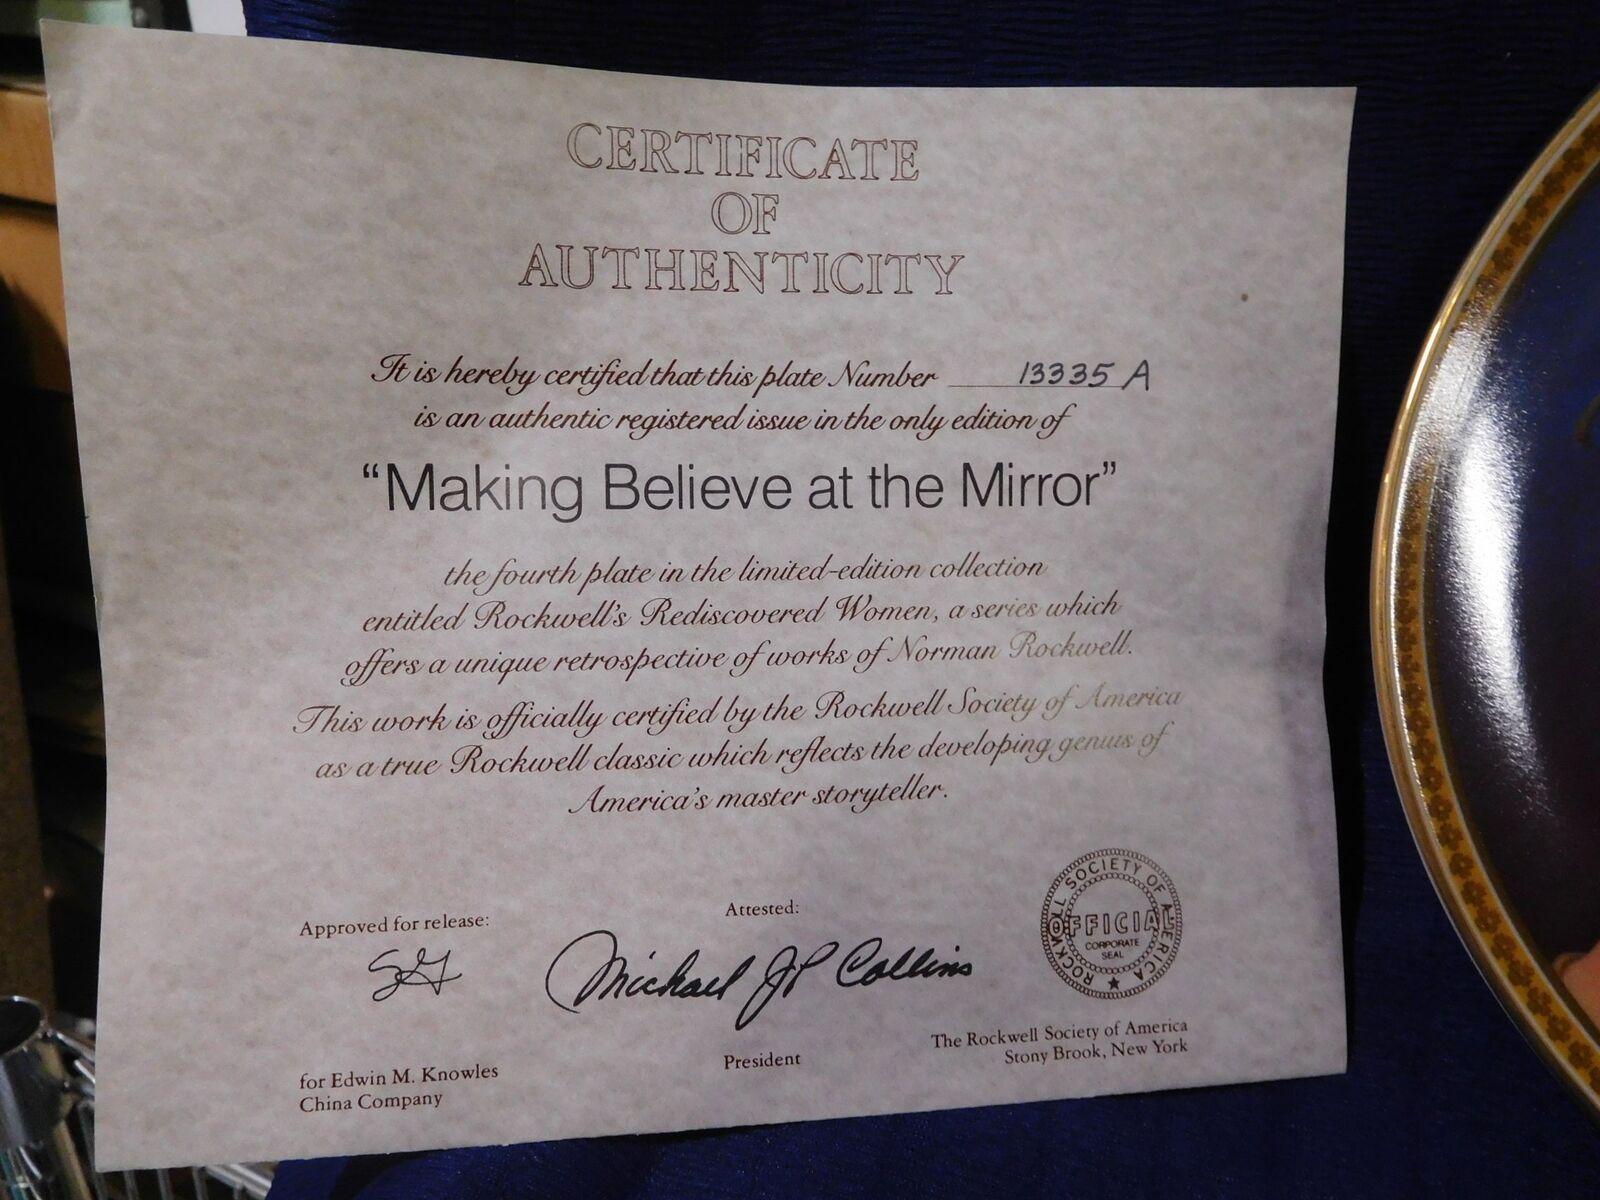 CERTIFICATE
OF
AUTHENTICITY
It is hereby certified that this plate Number 13335 A
is an authentic registered issue in the only edition of
“Making Believe at the Mirror”
the fourth plate in the limited-edition collection
entitled Rockwell's Rediscovered Women, a series which
offers a unique retrospective of works of Norman Rockwell.
This work is officially certified by the Rockwell Society of America
as a true Rockwell classic which reflects the developing genius of
America's master storyteller.
Approved for release:
SG
for Edwin M. Knowles
China Company
Attested:
Michael JP Collins
President
ROCKWELL SOCIETY OF AMERICA
OFFICIAL
CORPORATE
SEAL
The Rockwell Society of America
Stony Brook, New York